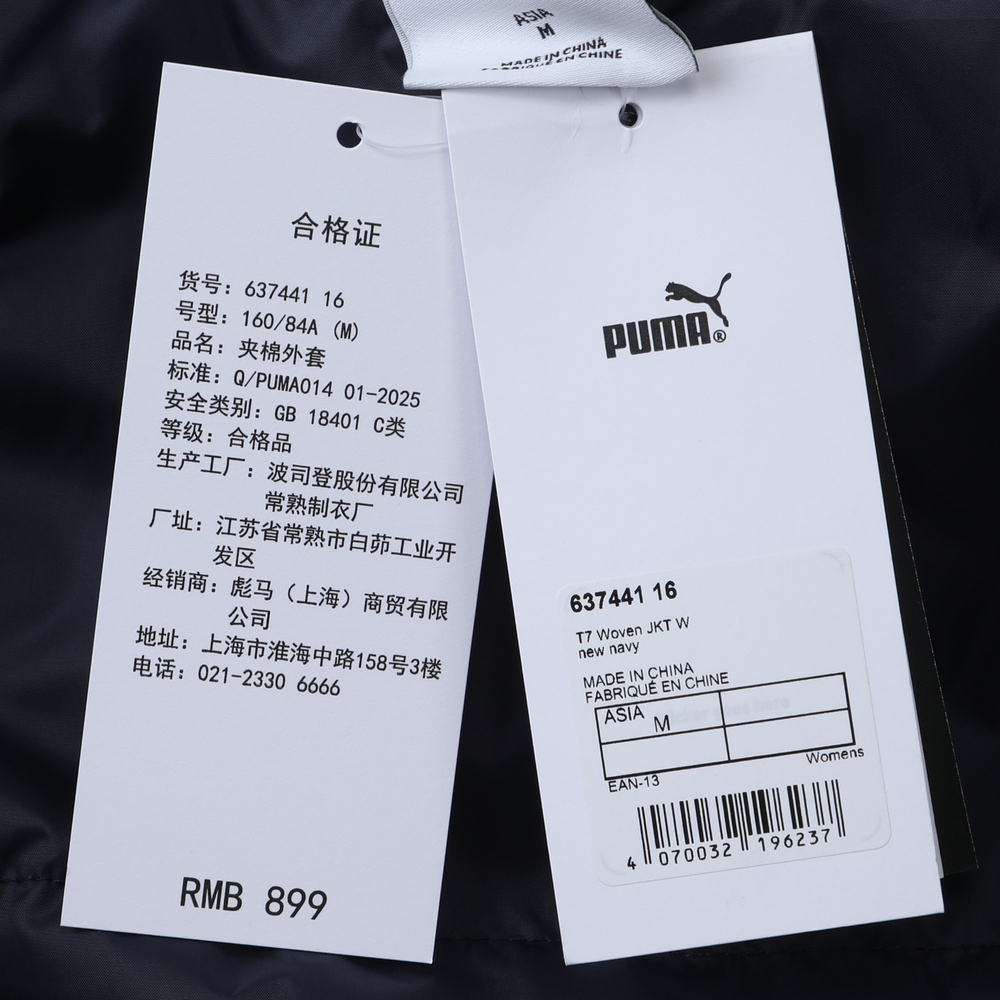 ASIA
M
MADE IN CHINA
FABRIQUÉ EN CHINE
合格证
货号：637441 16
号型：160/84A（M）
品名：夹棉外套
标准：Q/PUMA014 01-2025
安全类别：GB 18401 C类
等级：合格品
生产工厂：波司登股份有限公司
常熟制衣厂
厂址：江苏省常熟市白茆工业开
发区
经销商：彪马（上海）商贸有限
公司
地址：上海市淮海中路158号3楼
电话：021-2330 6666
RMB 899
PUMA®
637441 16
T7 Woven JKT W
new navy
MADE IN CHINA
FABRIQUÉ EN CHINE
ASIA M
Womens
EAN-13
4 070032 196237